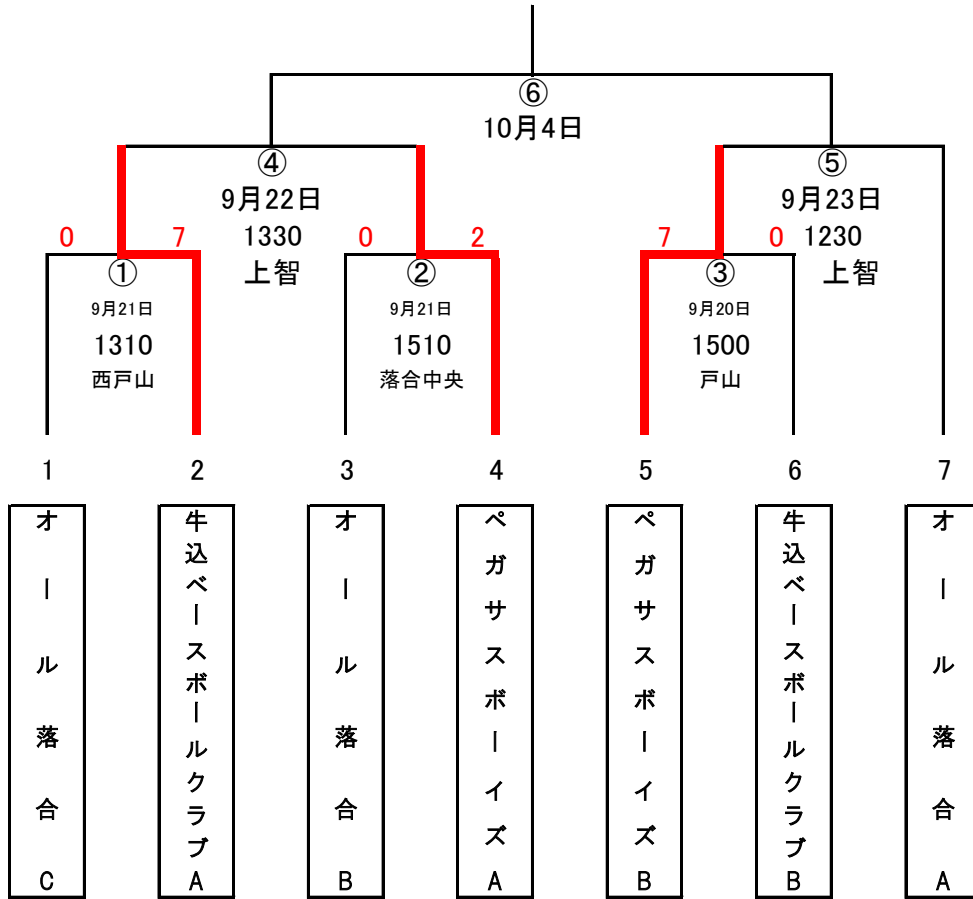 ⑥
10月4日
④
9月22日
1330
上智
⑤
9月23日
1230
上智
0
7
0
2
7
0
①
9月21日
1310
西戸山
②
9月21日
1510
落合中央
③
9月20日
1500
戸山
1
2
3
4
5
6
7
オール落合C
牛込ベースボールクラブA
オール落合B
ペガサスボーイズA
ペガサスボーイズB
牛込ベースボールクラブB
オール落合A